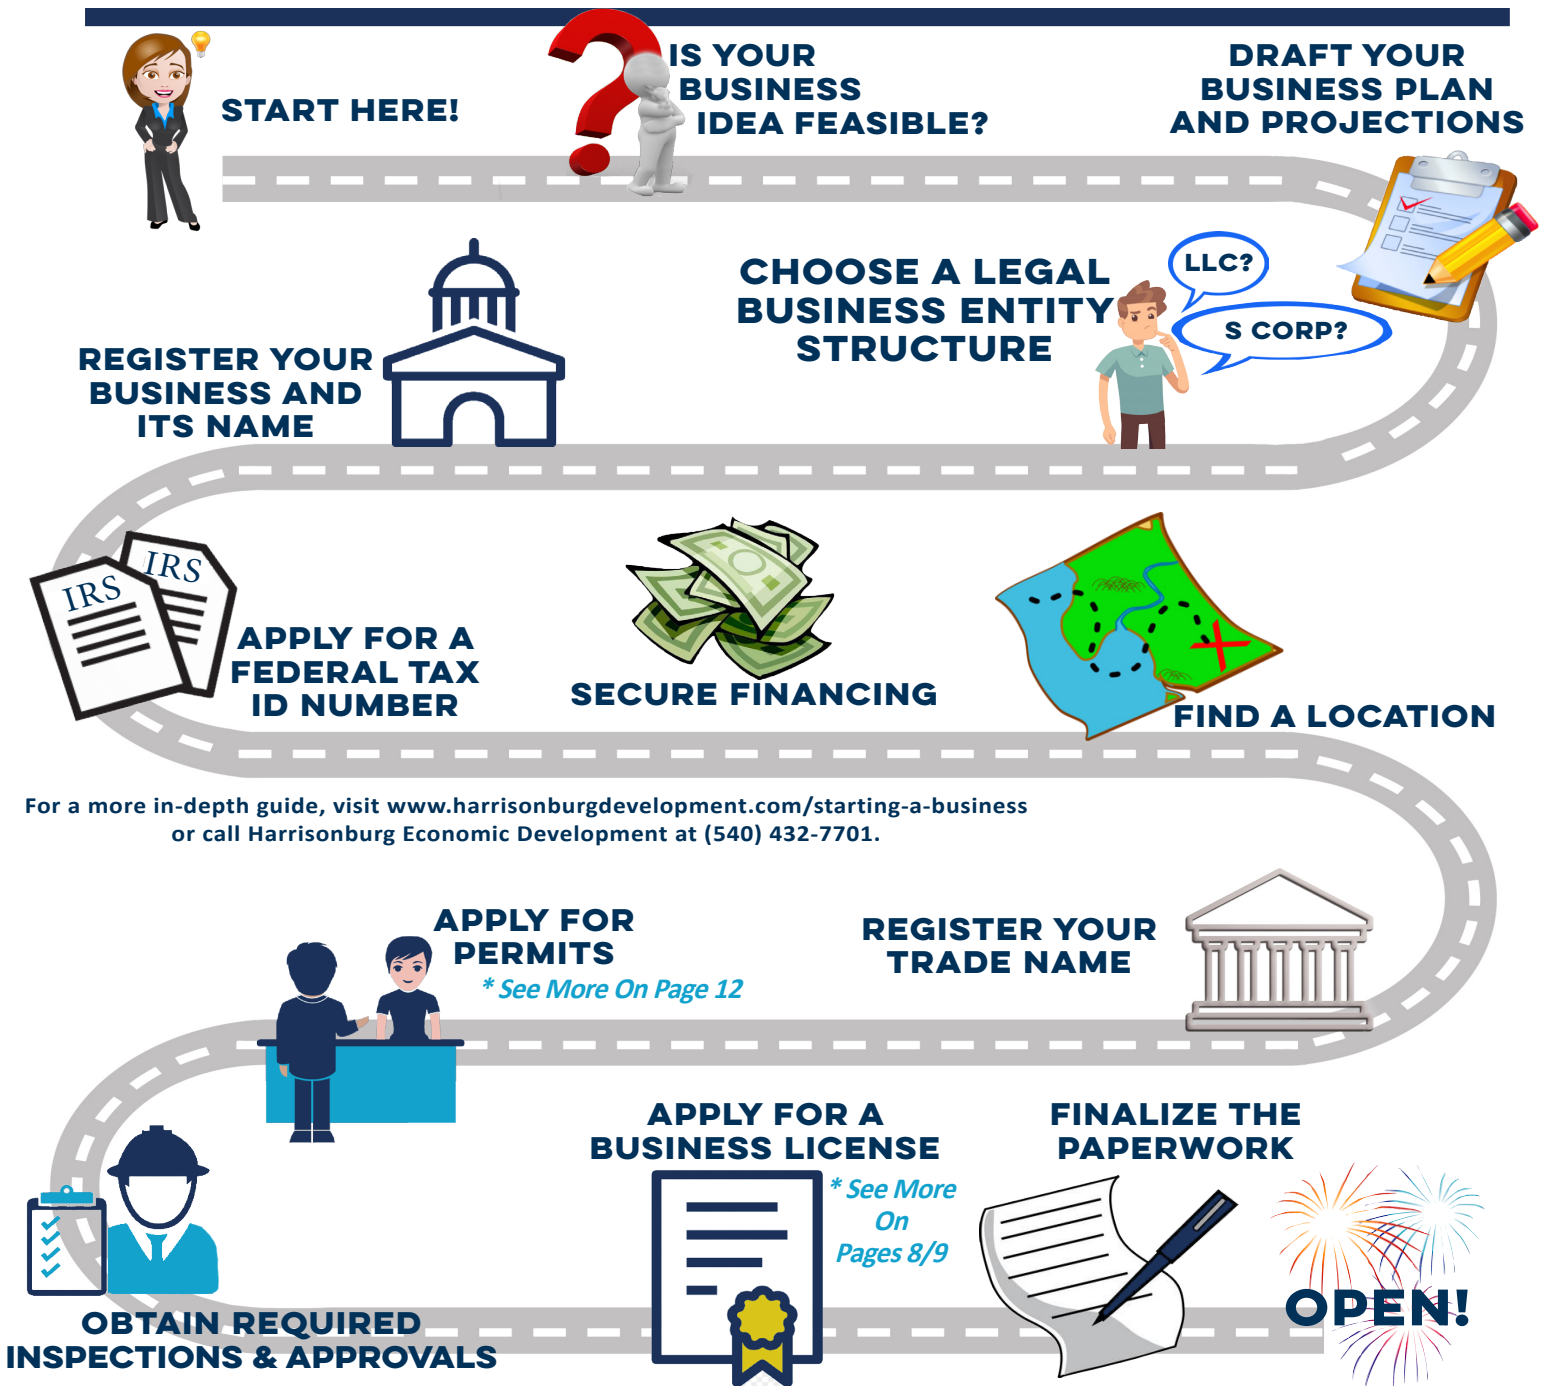 START HERE!
IS YOUR
BUSINESS
IDEA FEASIBLE?
DRAFT YOUR
BUSINESS PLAN
AND PROJECTIONS
CHOOSE A LEGAL
BUSINESS ENTITY
STRUCTURE
LLC?
S CORP?
REGISTER YOUR
BUSINESS AND
ITS NAME
IRS
IRS
APPLY FOR A
FEDERAL TAX
ID NUMBER
SECURE FINANCING
FIND A LOCATION
For a more in-depth guide, visit www.harrisonburgdevelopment.com/starting-a-business
or call Harrisonburg Economic Development at (540) 432-7701.
REGISTER YOUR
TRADE NAME
APPLY FOR
PERMITS
* See More On Page 12
OBTAIN REQUIRED
INSPECTIONS & APPROVALS
APPLY FOR A
BUSINESS LICENSE
* See More
On
Pages 8/9
FINALIZE THE
PAPERWORK
OPEN!